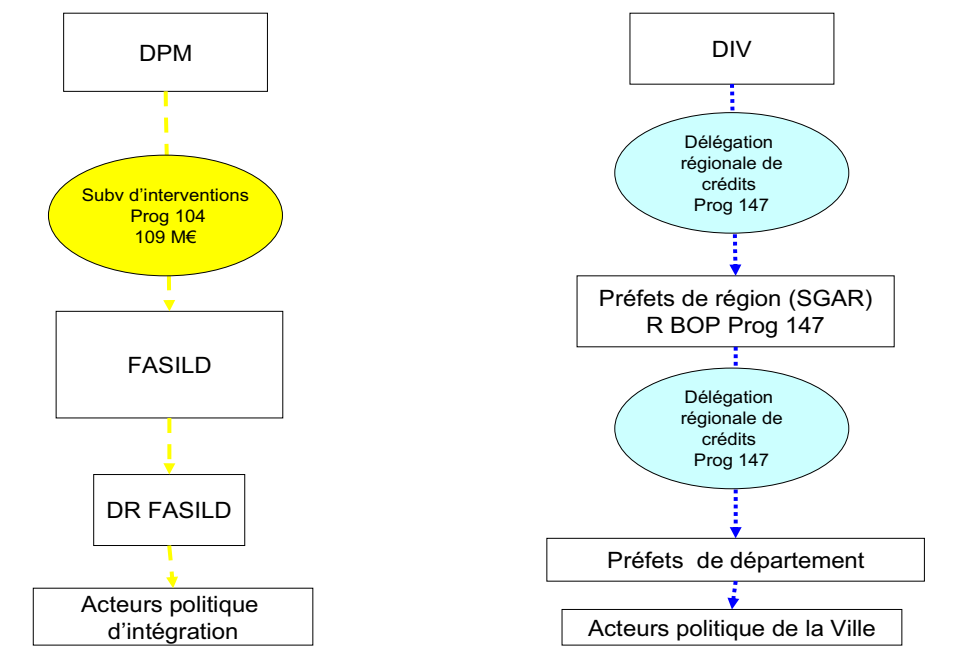 DPM
Subv d'interventions
Prog 104
109 M€
FASILD
DR FASILD
Acteurs politique
d'intégration
DIV
Délégation
régionale de
crédits
Prog 147
Préfets de région (SGAR)
R BOP Prog 147
Délégation
régionale de
crédits
Prog 147
Préfets de département
Acteurs politique de la Ville